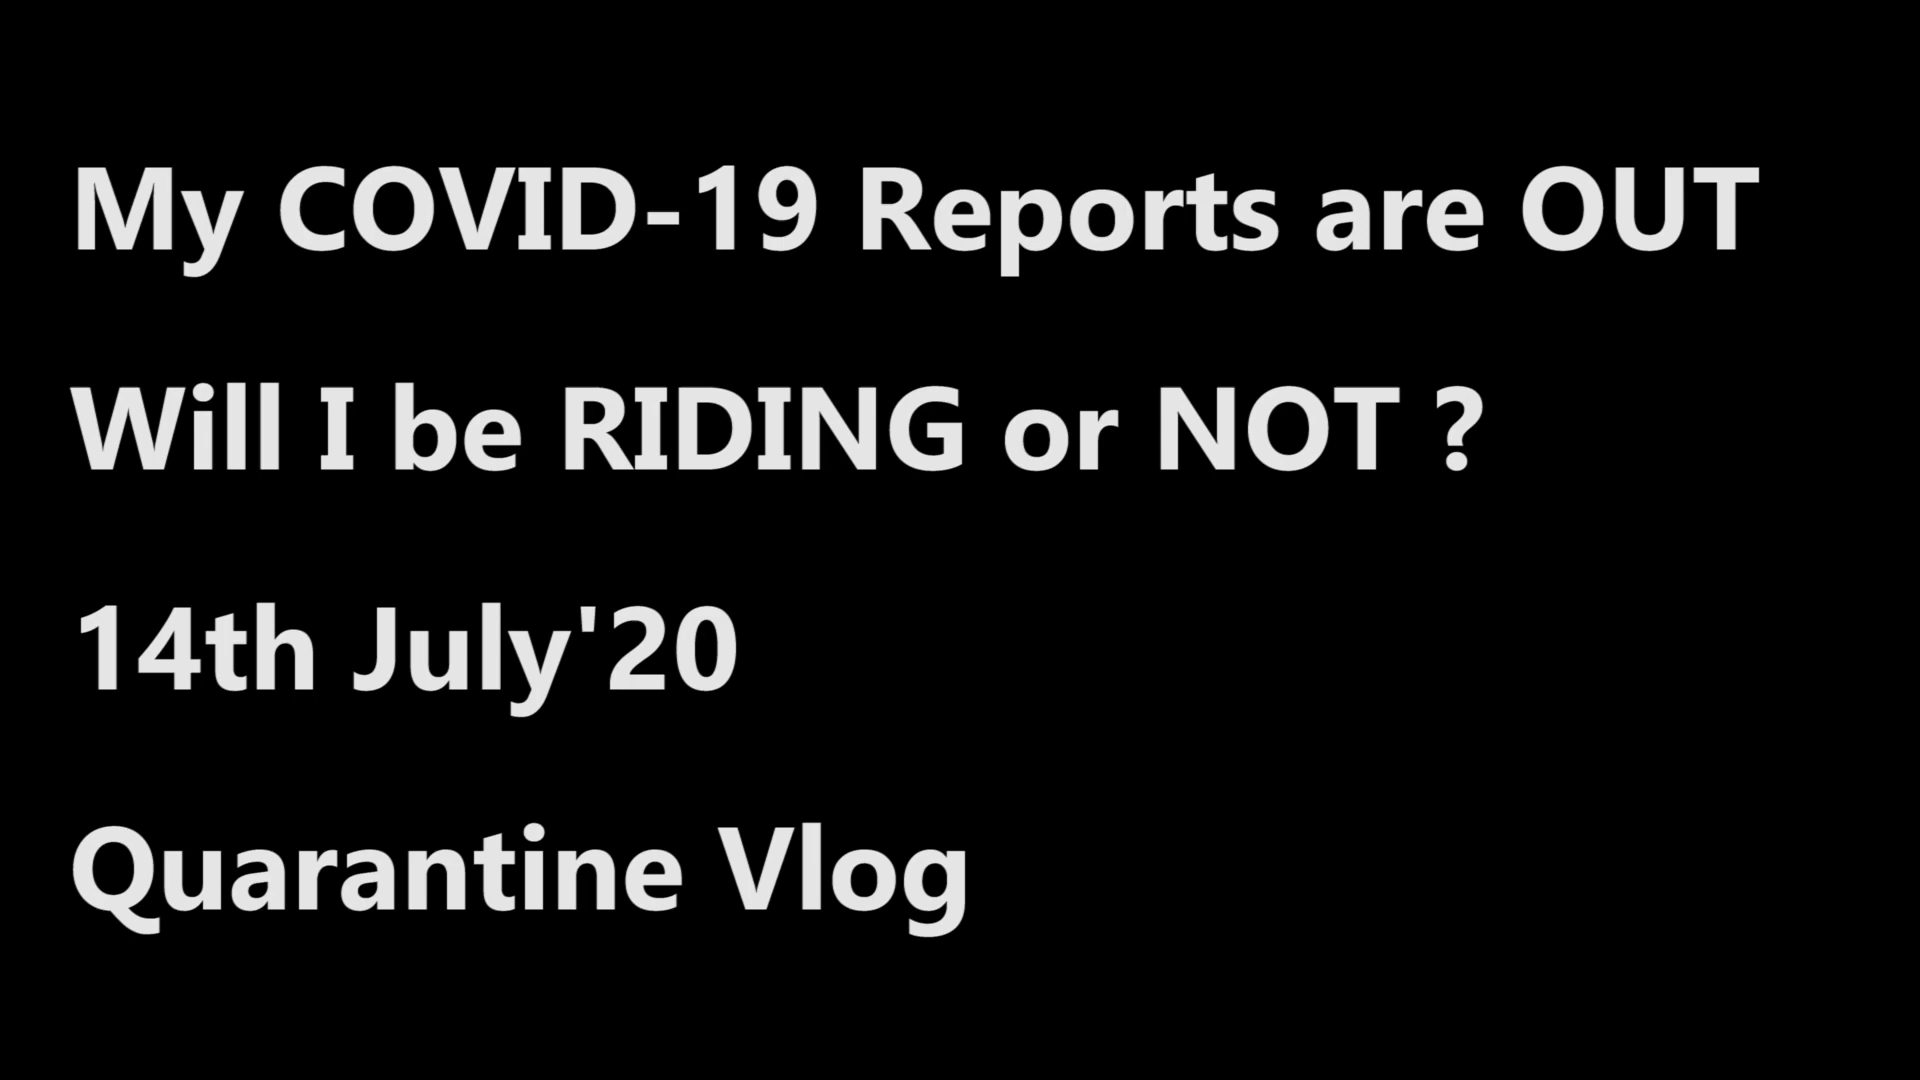 My COVID-19 Reports are OUT
Will I be RIDING or NOT ?
14th July'20
Quarantine Vlog